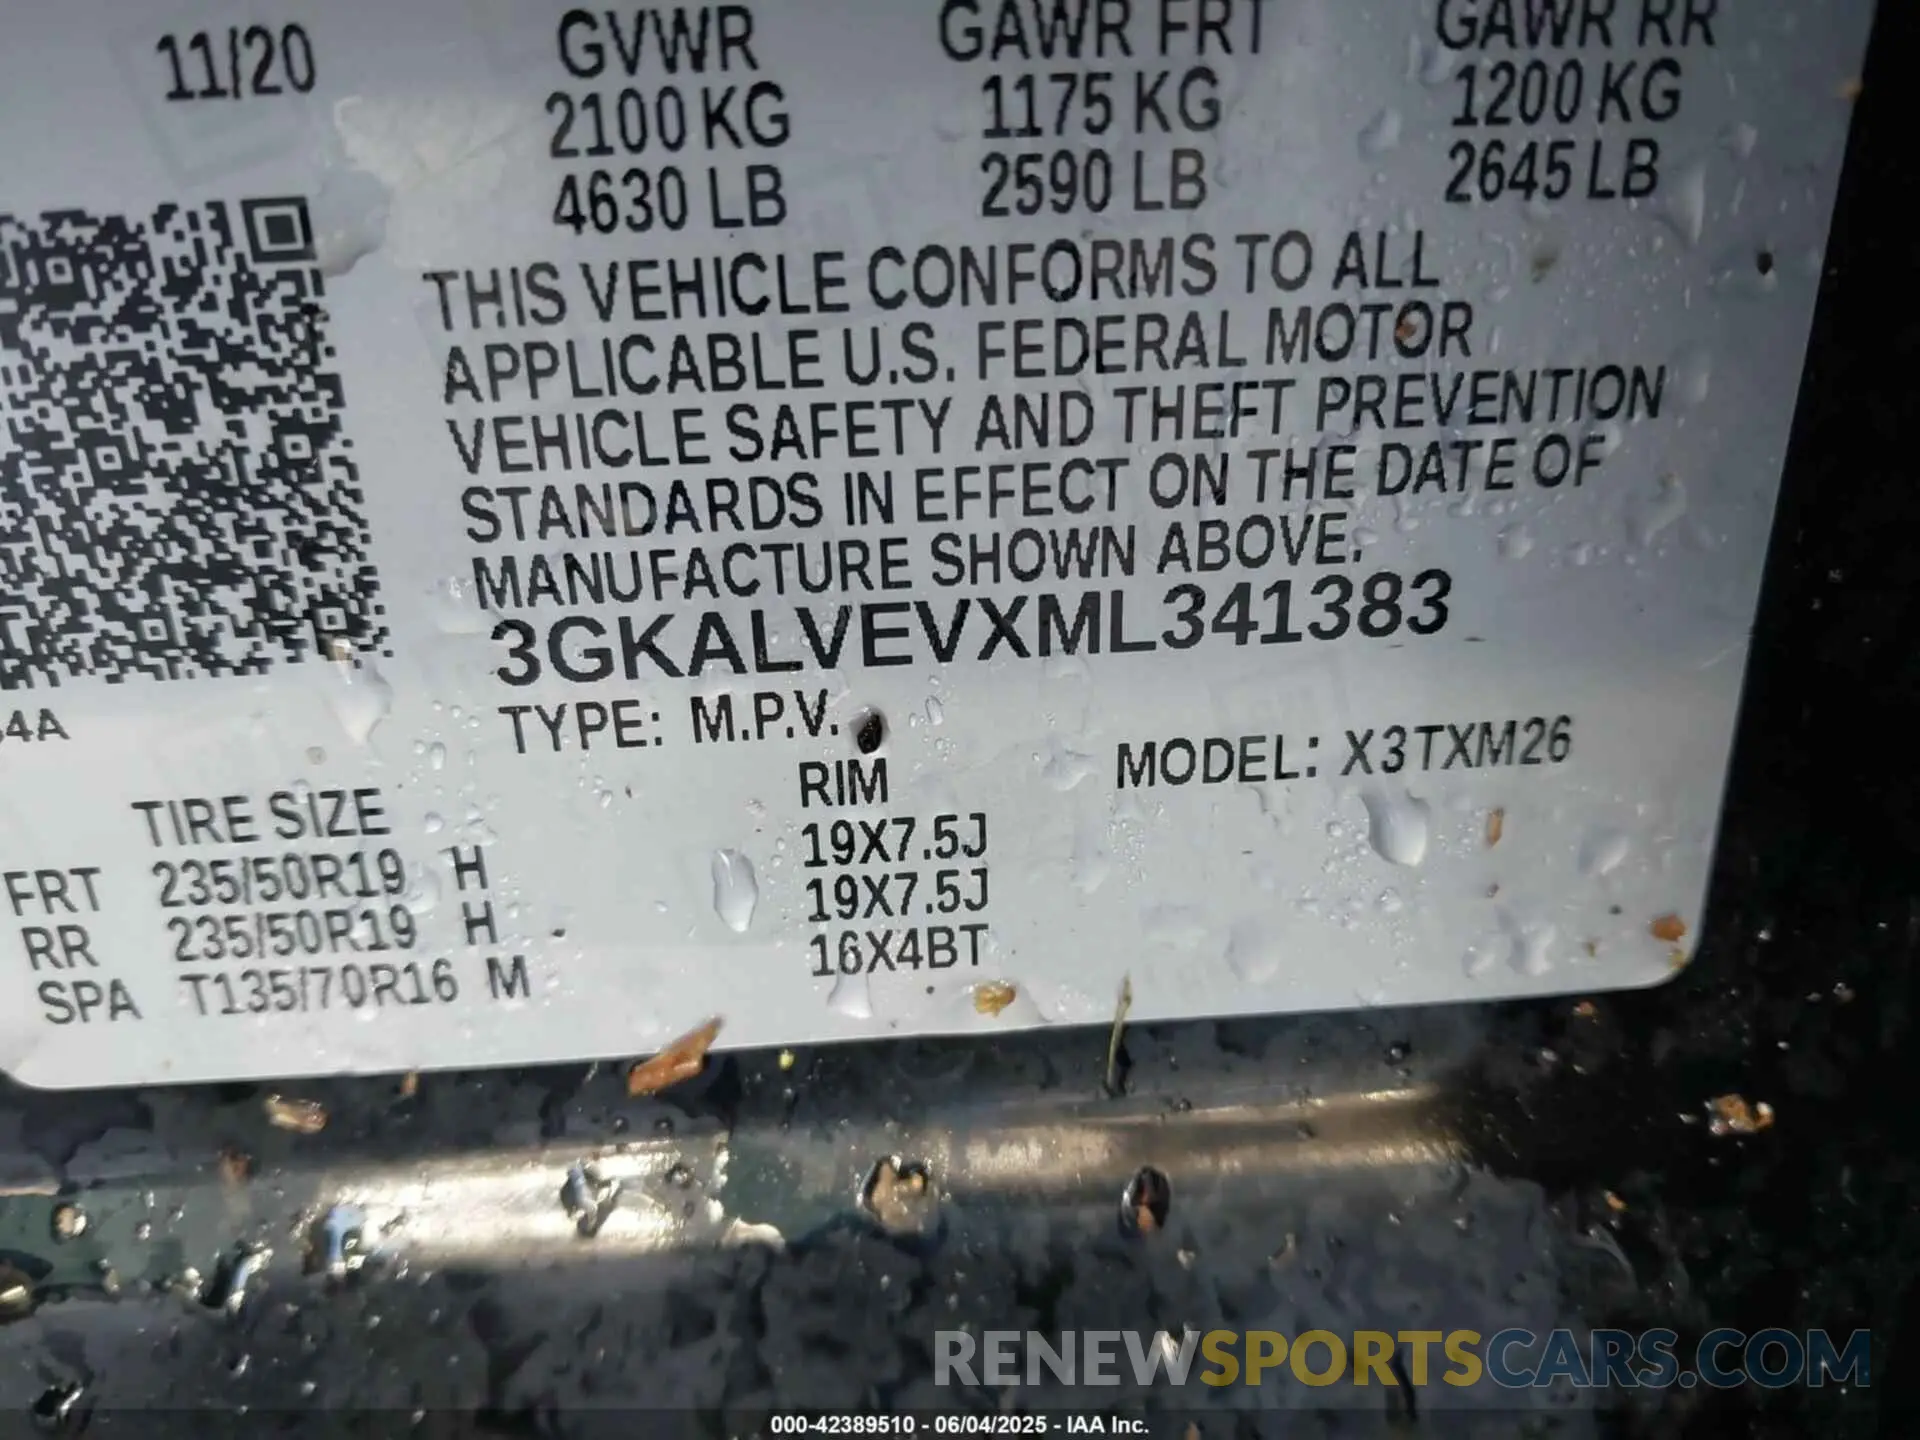 11/20 GVWR GAWR FRT GAWR RR
2100 KG 1175 KG 1200 KG
4630 LB 2590 LB 2645 LB
THIS VEHICLE CONFORMS TO ALL
APPLICABLE U.S. FEDERAL MOTOR
VEHICLE SAFETY AND THEFT PREVENTION
STANDARDS IN EFFECT ON THE DATE OF
MANUFACTURE SHOWN ABOVE.
3GKALVEVXML341383
4A
TYPE: M.P.V. MODEL: X3TXM26
TIRE SIZE RIM
FRT 235/50R19 H 19X7.5J
RR 235/50R19 H 19X7.5J
SPA T135/70R16 M 16X4BT
RENEWSPORTSCARS.COM
000-42389510 - 06/04/2025 - IAA Inc.